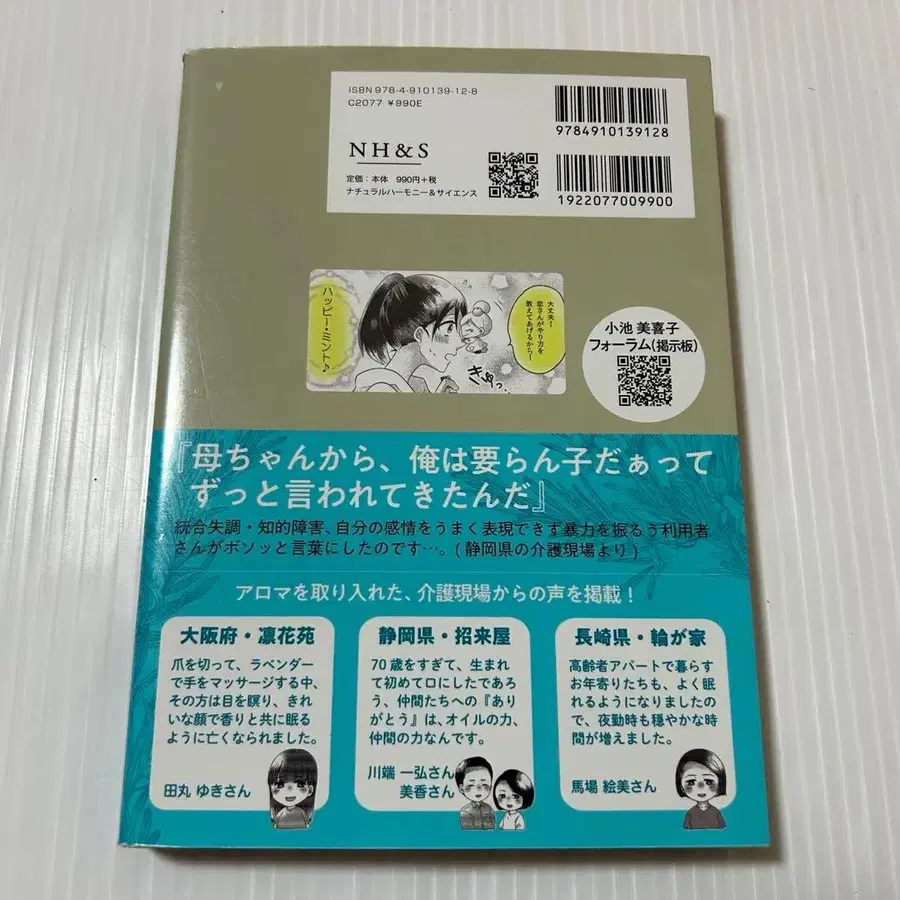 ISBN 978-4-910139-12-8
C2077 ¥990E
9784910139128
NH&S
定価：本体 990円+税
ナチュラルハーモニー＆サイエンス
1922077009900
大丈夫ー
恋さんがやり方を
教えてあげるからー
ハッピー・ミント♪
きゅっ
小池 美喜子
フォーラム(掲示板)
『母ちゃんから、俺は要らん子だぁって
ずっと言われてきたんだ』
統合失調・知的障害、自分の感情をうまく表現できず暴力を振るう利用者
さんがボソッと言葉にしたのです…。(静岡県の介護現場より)
アロマを取り入れた、介護現場からの声を掲載！
大阪府・凛花苑
爪を切って、ラベンダー
で手をマッサージする中、
その方は目を瞑り、きれ
いな顔で香りと共に眠る
ように亡くなられました。
田丸 ゆきさん
静岡県・招来屋
70歳をすぎて、生まれ
て初めて口にしたであろ
う、仲間たちへの『あり
がとう』は、オイルの力、
仲間の力なんです。
川端 一弘さん
美香さん
長崎県・輪が家
高齢者アパートで暮らす
お年寄りたちも、よく眠
れるようになりましたの
で、夜勤時も穏やかな時
間が増えました。
馬場 絵美さん